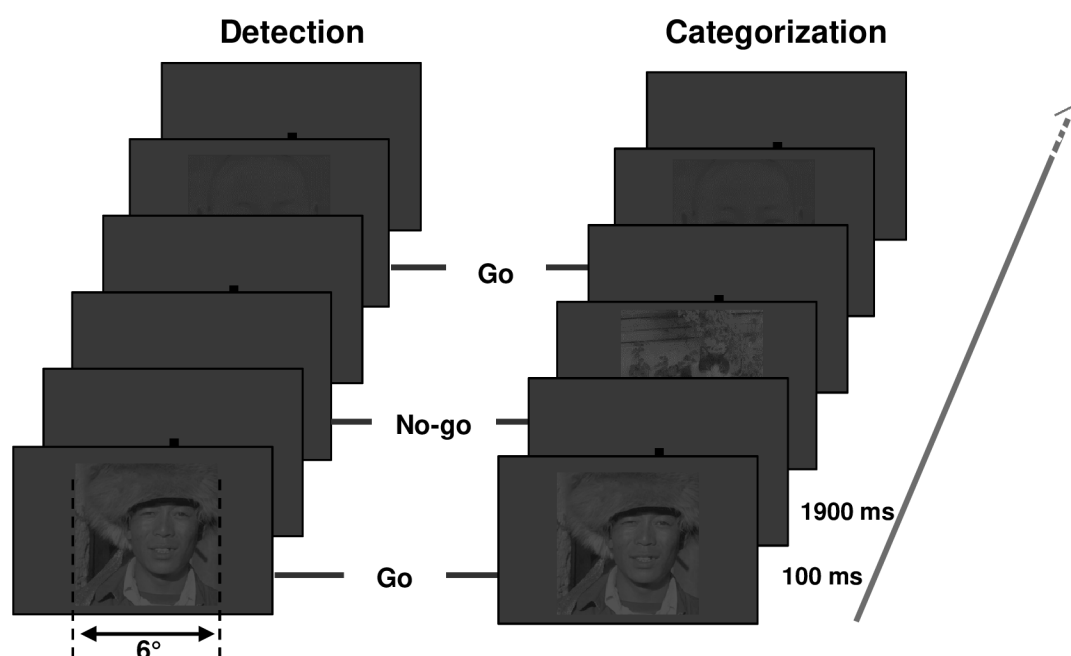 Detection
Categorization
Go
No-go
1900 ms
100 ms
Go
6°